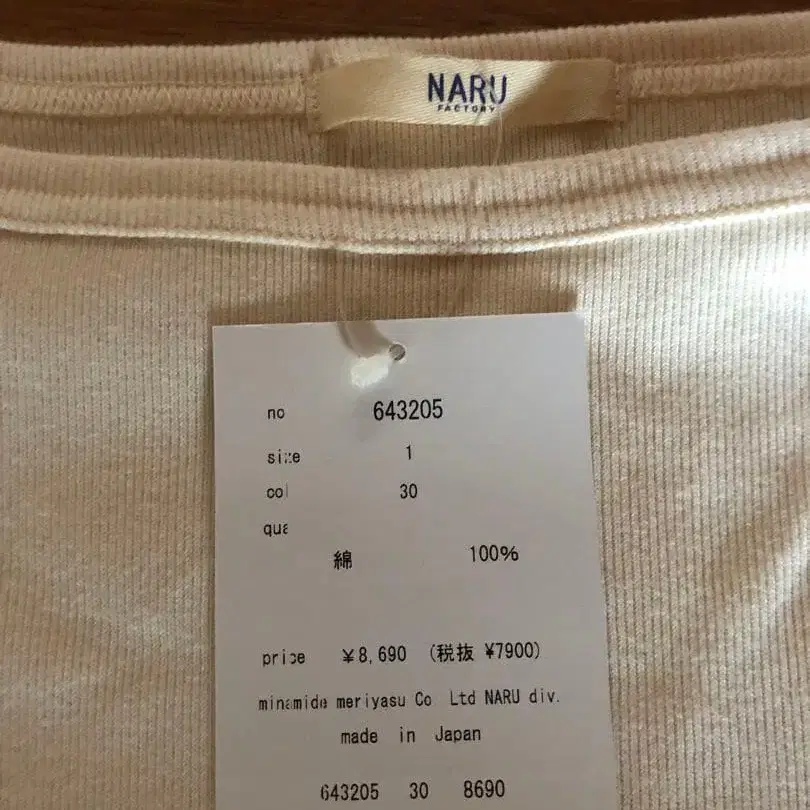 NARU
FACTORY
no 643205
size 1
col 30
qua
綿 100%
price ¥8,690 (税抜 ¥7900)
minamide meriyasu Co Ltd NARU div.
made in Japan
643205 30 8690